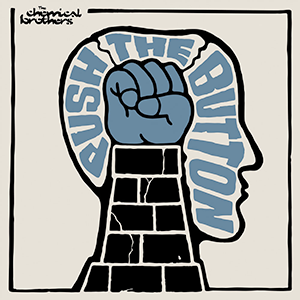 The
chemical
brothers
PUSH
THE
BUTTON